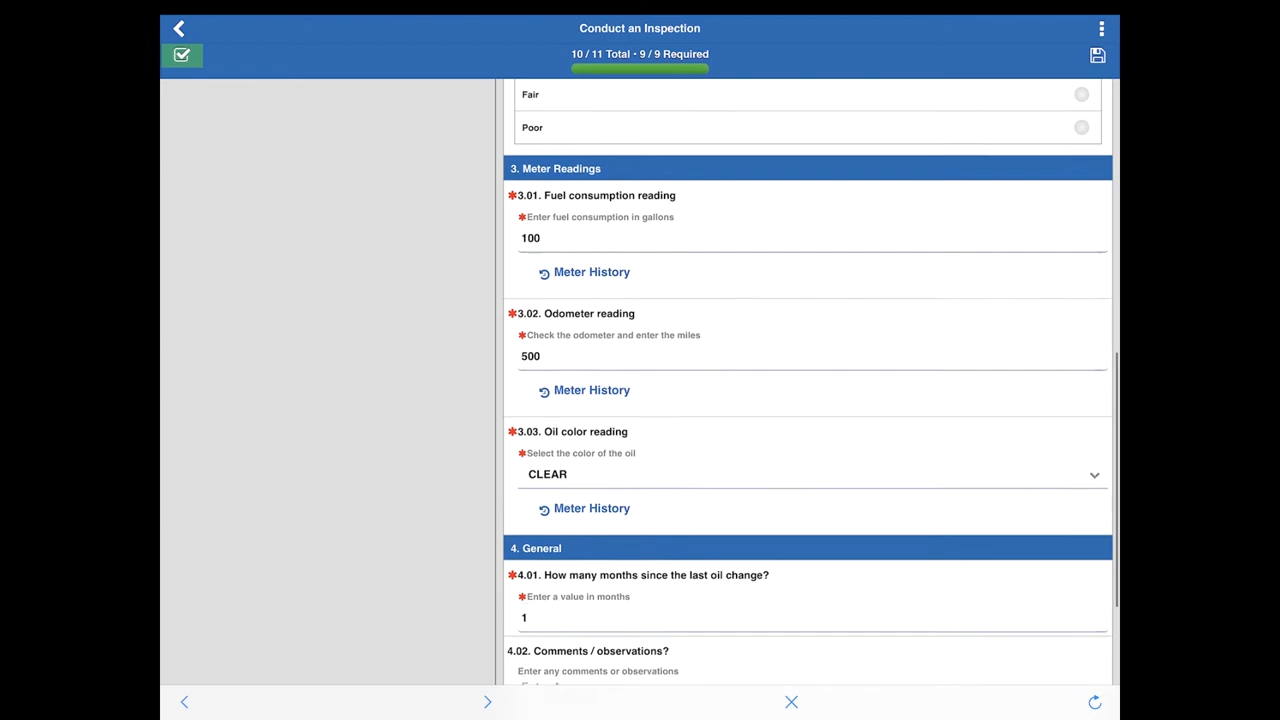 Conduct an Inspection
10 / 11 Total • 9 / 9 Required
Fair
Poor
3. Meter Readings
✱3.01. Fuel consumption reading
✱Enter fuel consumption in gallons
100
Meter History
✱3.02. Odometer reading
✱Check the odometer and enter the miles
500
Meter History
✱3.03. Oil color reading
✱Select the color of the oil
CLEAR
Meter History
4. General
✱4.01. How many months since the last oil change?
✱Enter a value in months
1
4.02. Comments / observations?
Enter any comments or observations